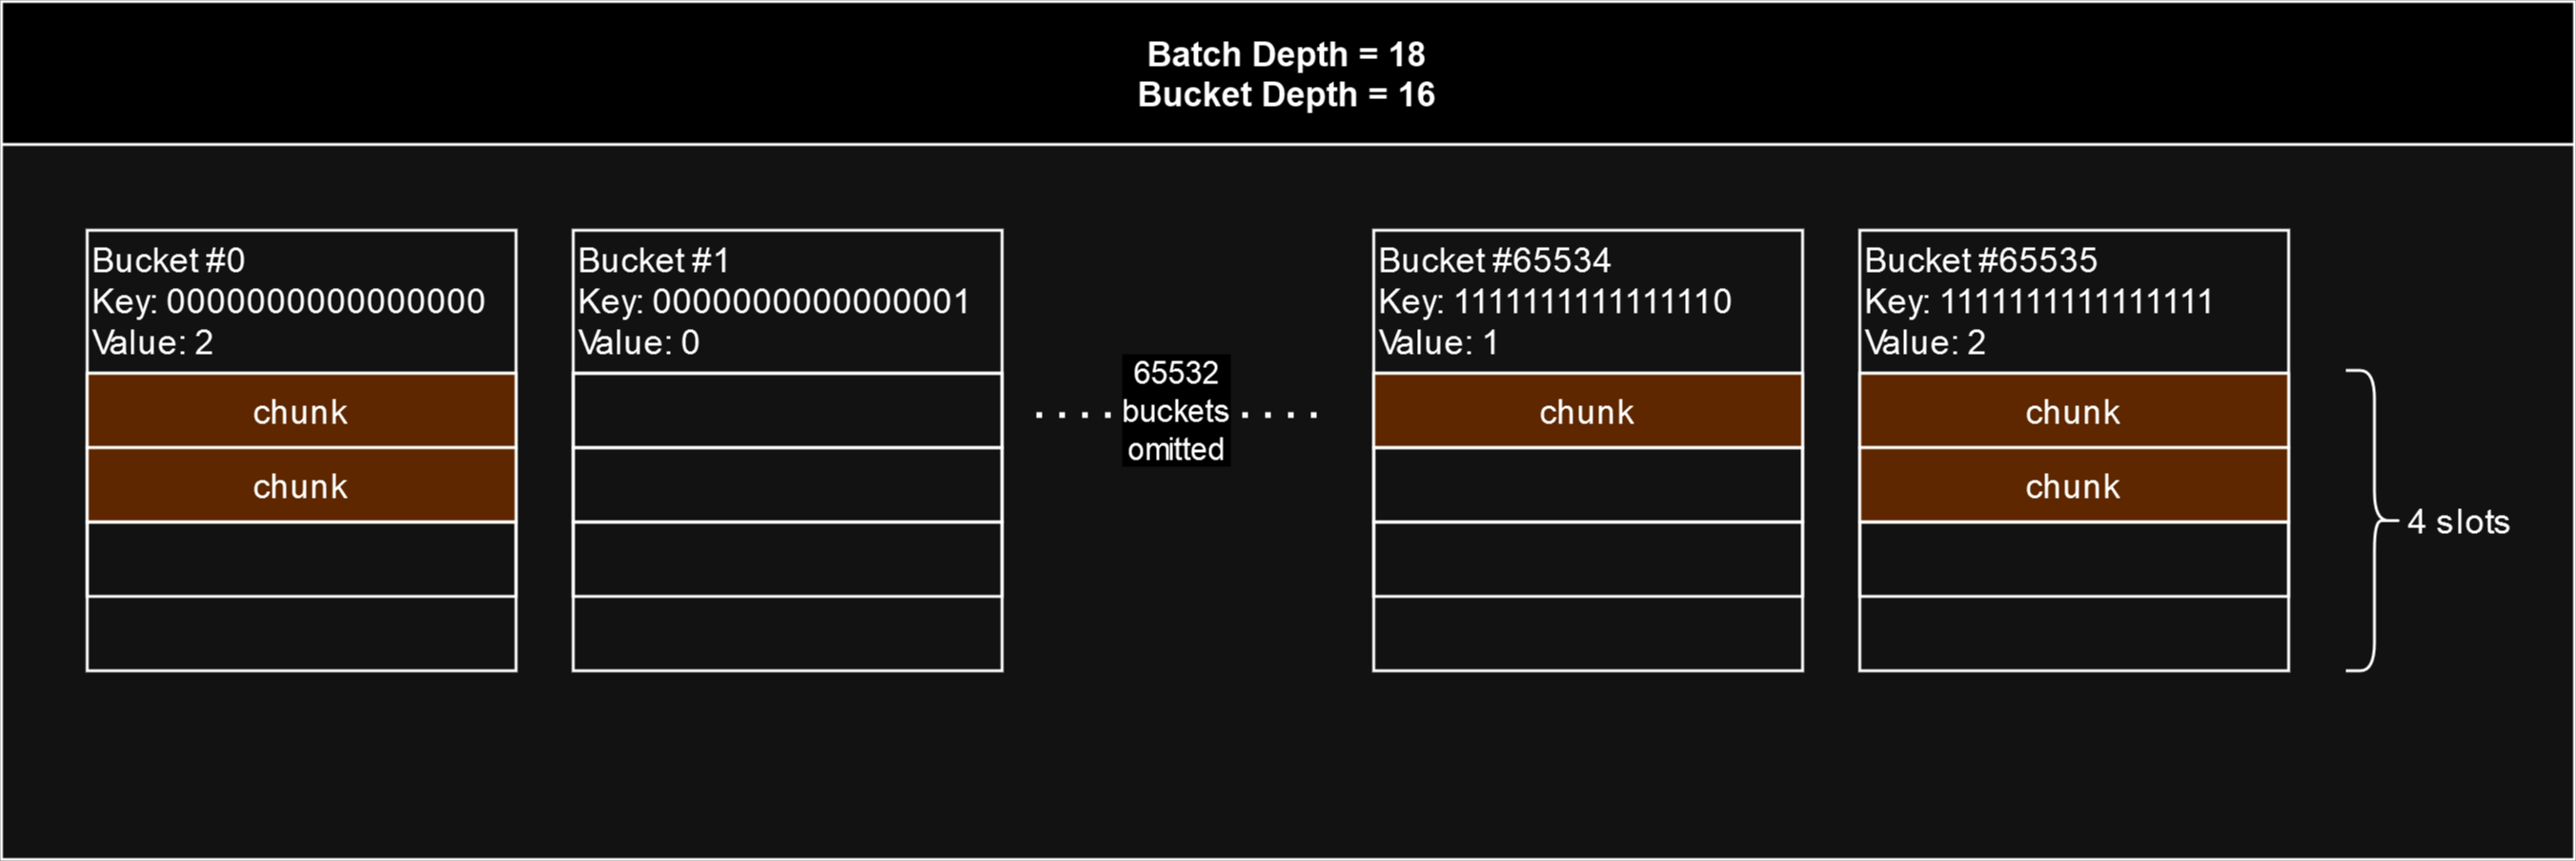 Batch Depth = 18
Bucket Depth = 16
Bucket #0
Key: 0000000000000000
Value: 2
chunk
chunk
Bucket #1
Key: 0000000000000001
Value: 0
65532
.... buckets ....
omitted
Bucket #65534
Key: 1111111111111110
Value: 1
chunk
Bucket #65535
Key: 1111111111111111
Value: 2
chunk
chunk
4 slots